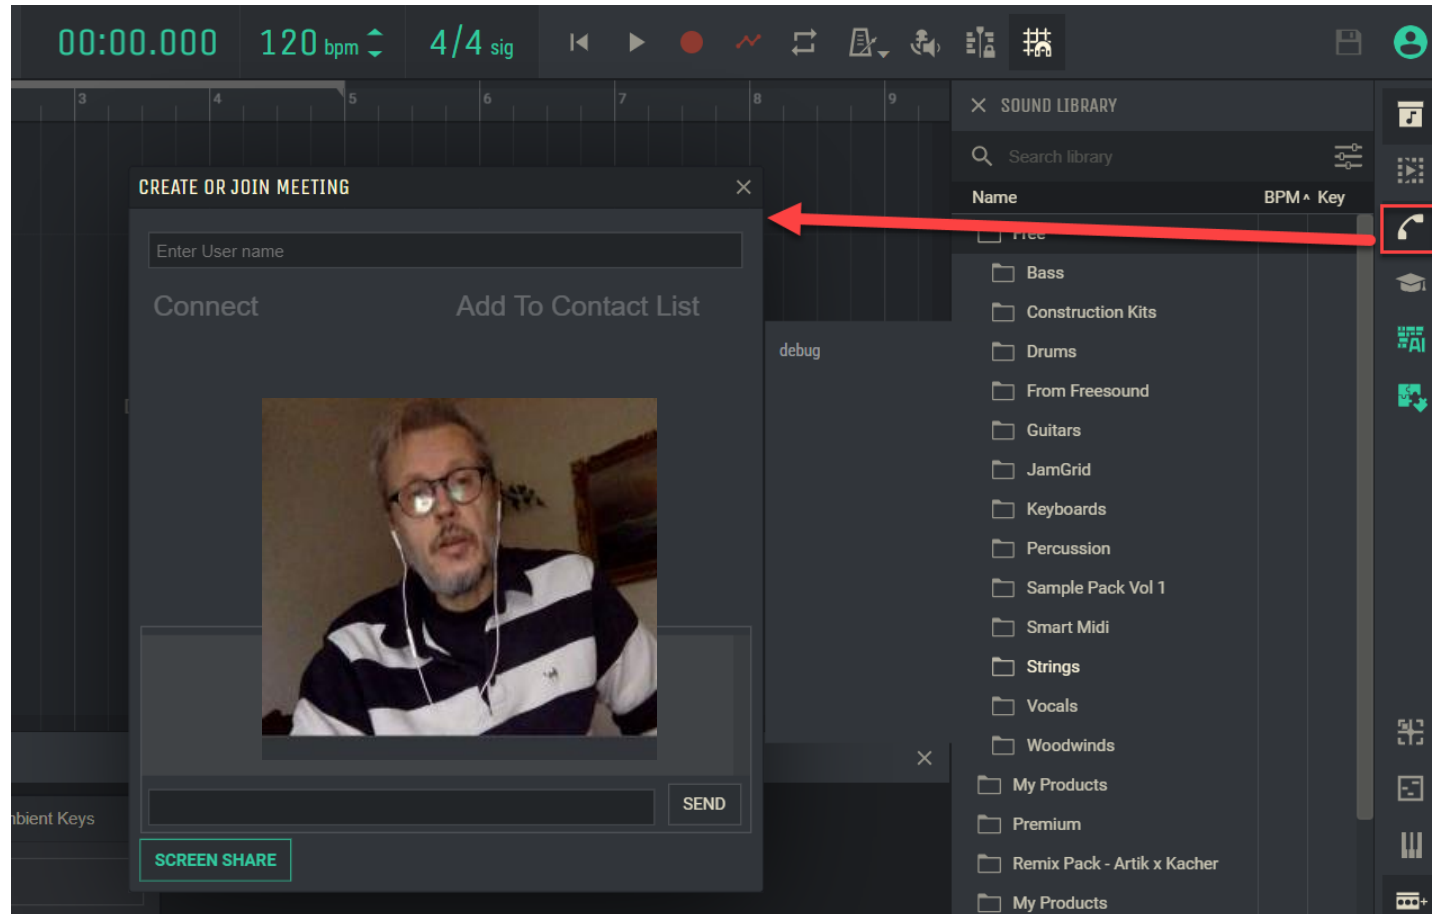 00:00.000 120 bpm 4/4 sig
3 4 5 6 7 8 9
SOUND LIBRARY
Search library
Name BPM Key
CREATE OR JOIN MEETING
Enter User name
Connect Add To Contact List
debug
Free
Bass
Construction Kits
Drums
From Freesound
Guitars
JamGrid
Keyboards
Percussion
Sample Pack Vol 1
Smart Midi
Strings
Vocals
Woodwinds
My Products
Premium
Remix Pack - Artik x Kacher
My Products
AI
SEND
SCREEN SHARE
bient Keys